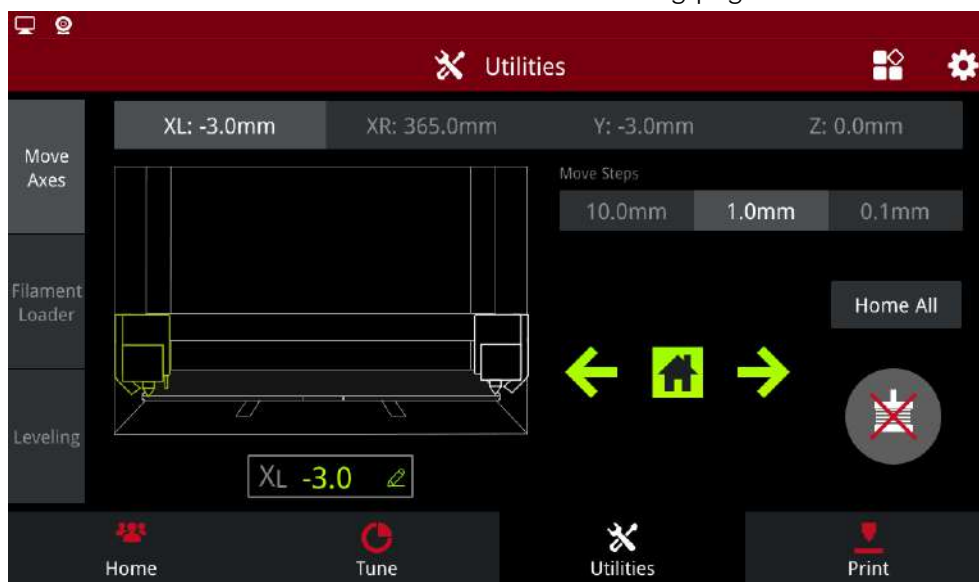 Utilities
XL: -3.0mm XR: 365.0mm Y: -3.0mm Z: 0.0mm
Move
Axes
Move Steps
10.0mm 1.0mm 0.1mm
Filament
Loader
Home All
Leveling
XL -3.0
Home Tune Utilities Print